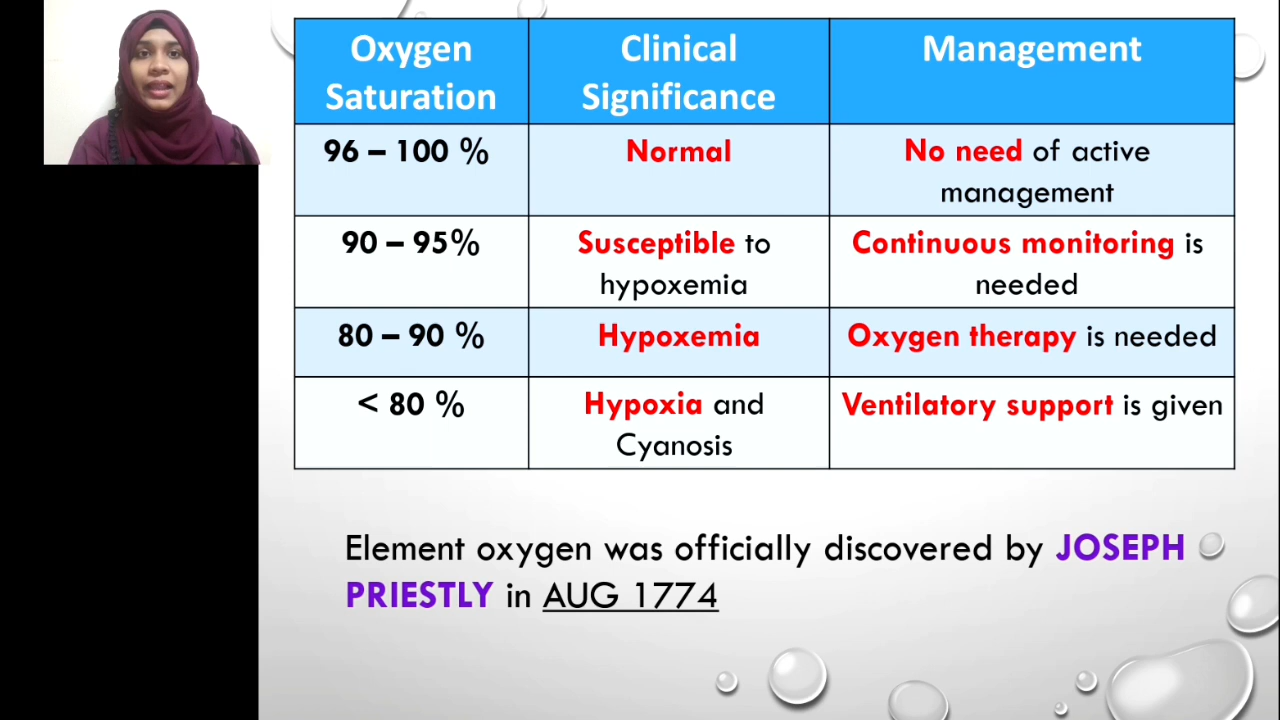 Oxygen Saturation
Clinical Significance
Management
96 – 100 %
Normal
No need of active
management
90 – 95%
Susceptible to
hypoxemia
Continuous monitoring is
needed
80 – 90 %
Hypoxemia
Oxygen therapy is needed
< 80 %
Hypoxia and
Cyanosis
Ventilatory support is given
Element oxygen was officially discovered by JOSEPH
PRIESTLY in AUG 1774